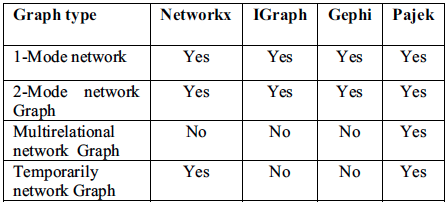 Graph type Networkx IGraph Gephi Pajek
1-Mode network Yes Yes Yes Yes
2-Mode network Graph Yes Yes Yes Yes
Multirelational network Graph No No No Yes
Temporarily network Graph Yes No No Yes